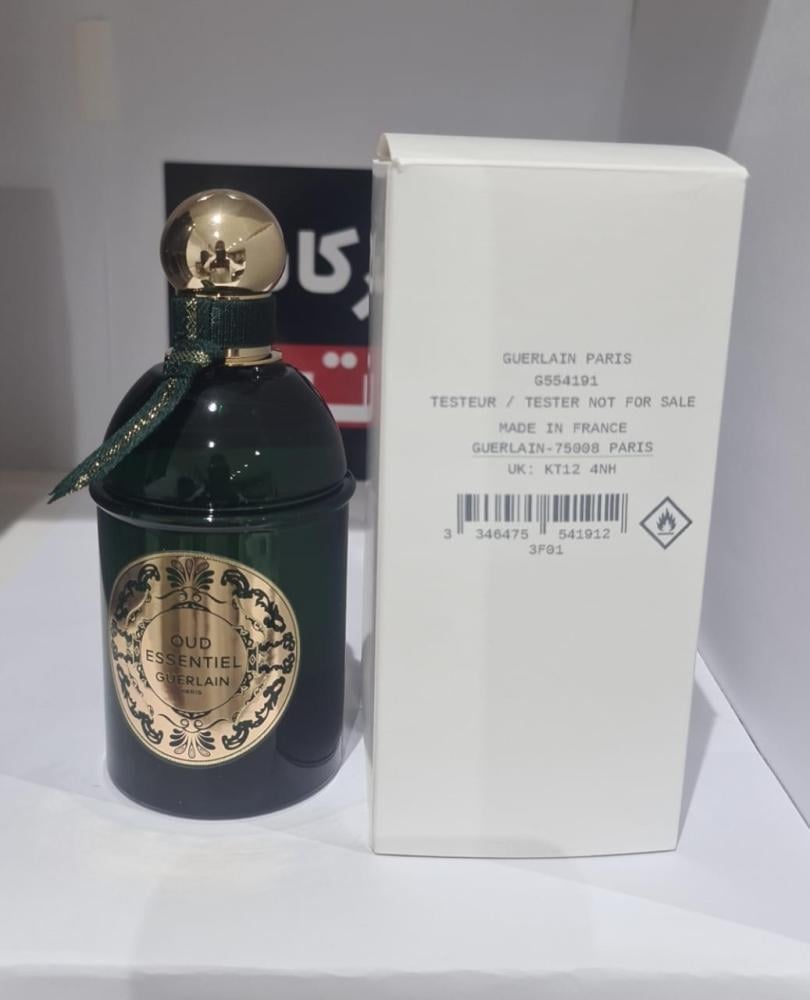 OUD
ESSENTIEL
GUERLAIN
PARIS
GUERLAIN PARIS
G554191
TESTEUR / TESTER NOT FOR SALE
MADE IN FRANCE
GUERLAIN-75008 PARIS
UK: KT12 4NH
3 346475 541912
3F01